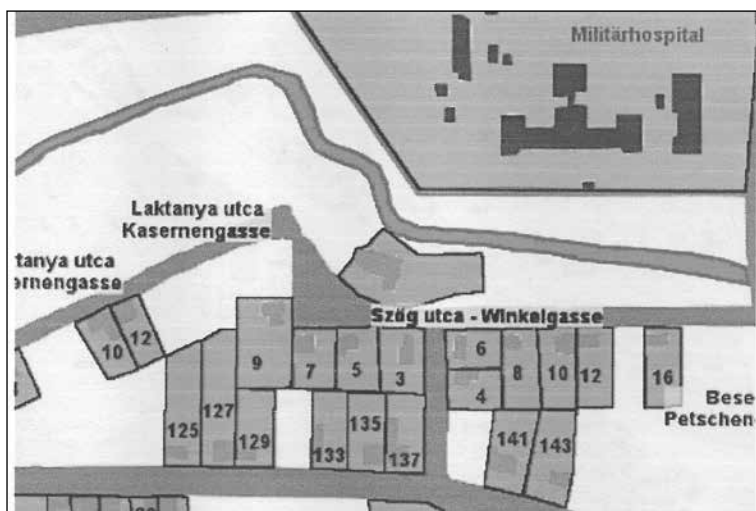 Militärhospital
Laktanya utca
Kasernengasse
tanya utca
ernengasse
Szög utca - Winkelgasse
10
12
9
7
5
3
6
4
8
10
12
16
Bese
Petschen
125
127
129
133
135
137
141
143